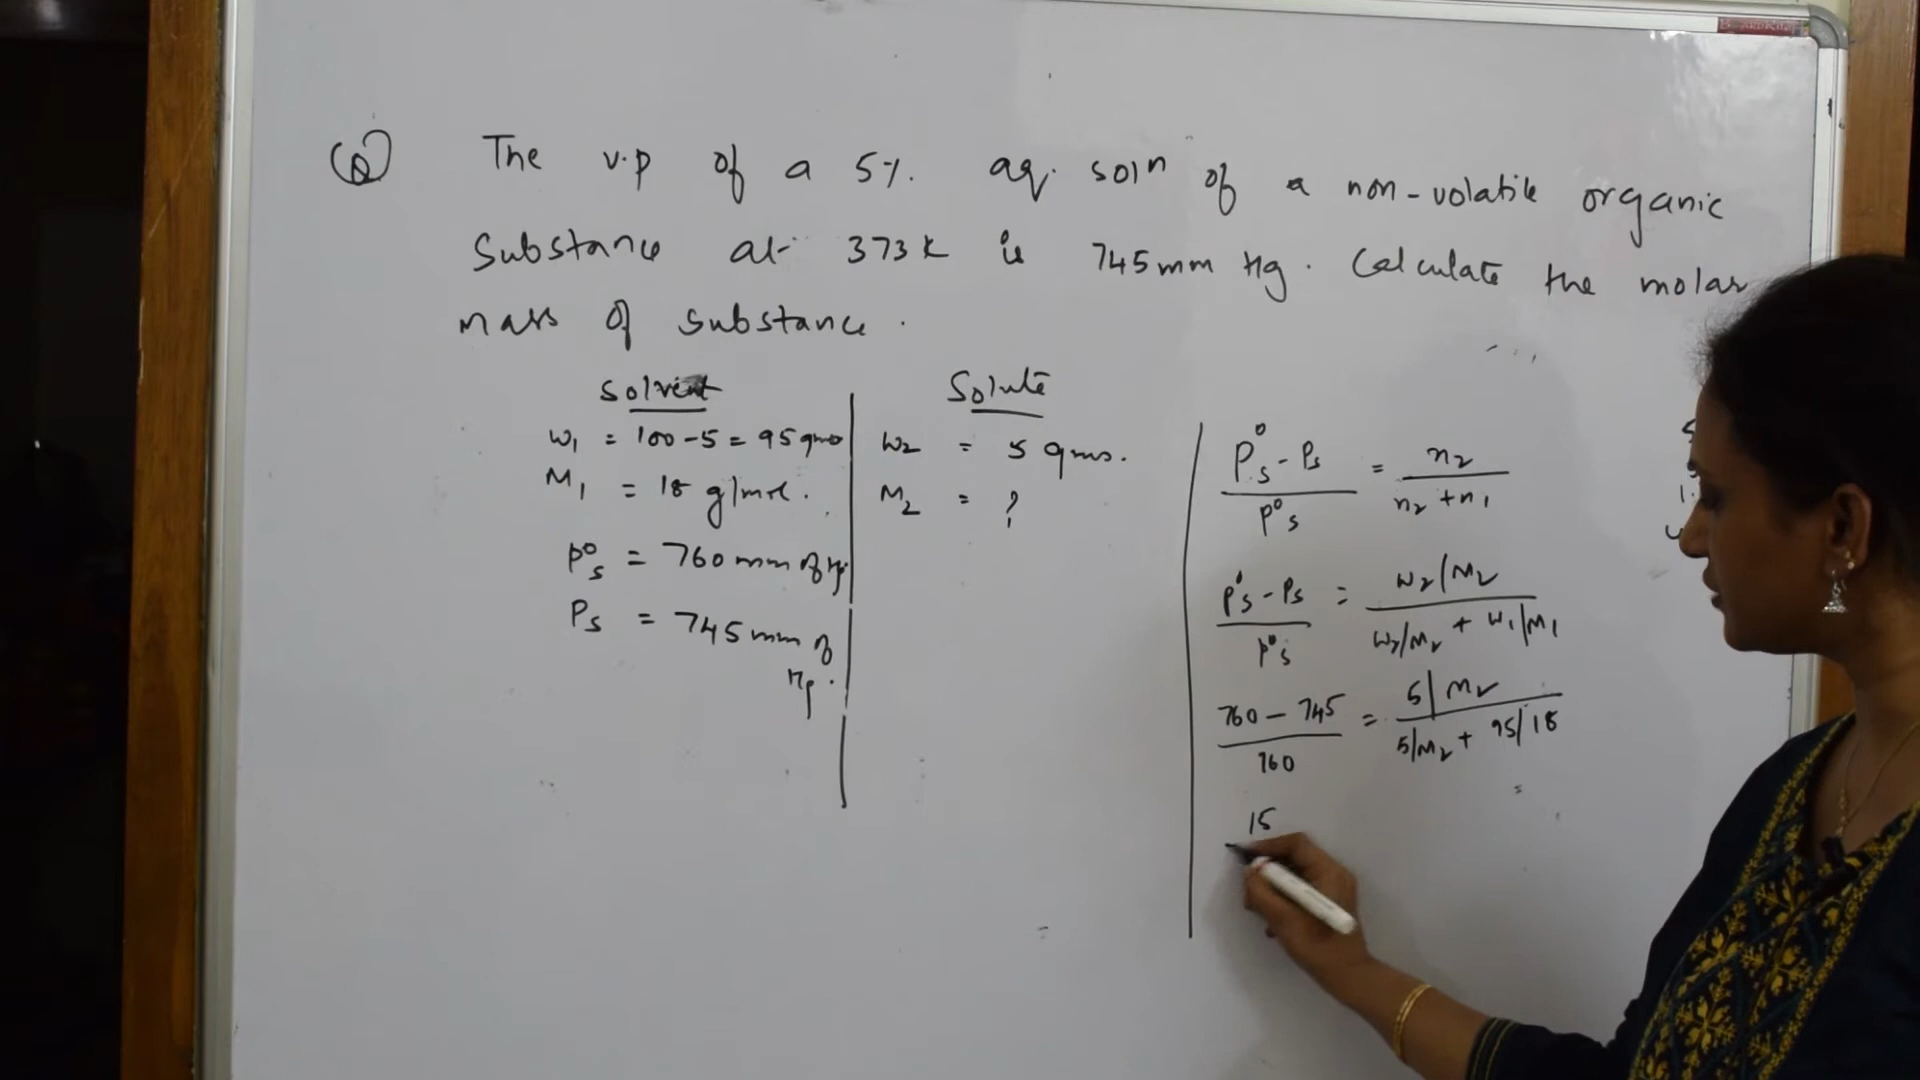 Q The v.p of a 5%. aq. solⁿ of a non-volatile organic
Substance at 373K is 745mm Hg. Calculate the molar
mass of substance.
Solvent
W₁ = 100-5 = 95 gms
M₁ = 18 g/mol.
P°s = 760 mm of Hg
Ps = 745 mm of
Hg.
Solute
W₂ = 5 gms.
M₂ = ?
P°s - Ps / P°s = n₂ / n₂ + n₁
P°s - Ps / P°s = W₂/M₂ / W₂/M₂ + W₁/M₁
760 - 745 / 760 = 5/M₂ / 5/M₂ + 95/18
15